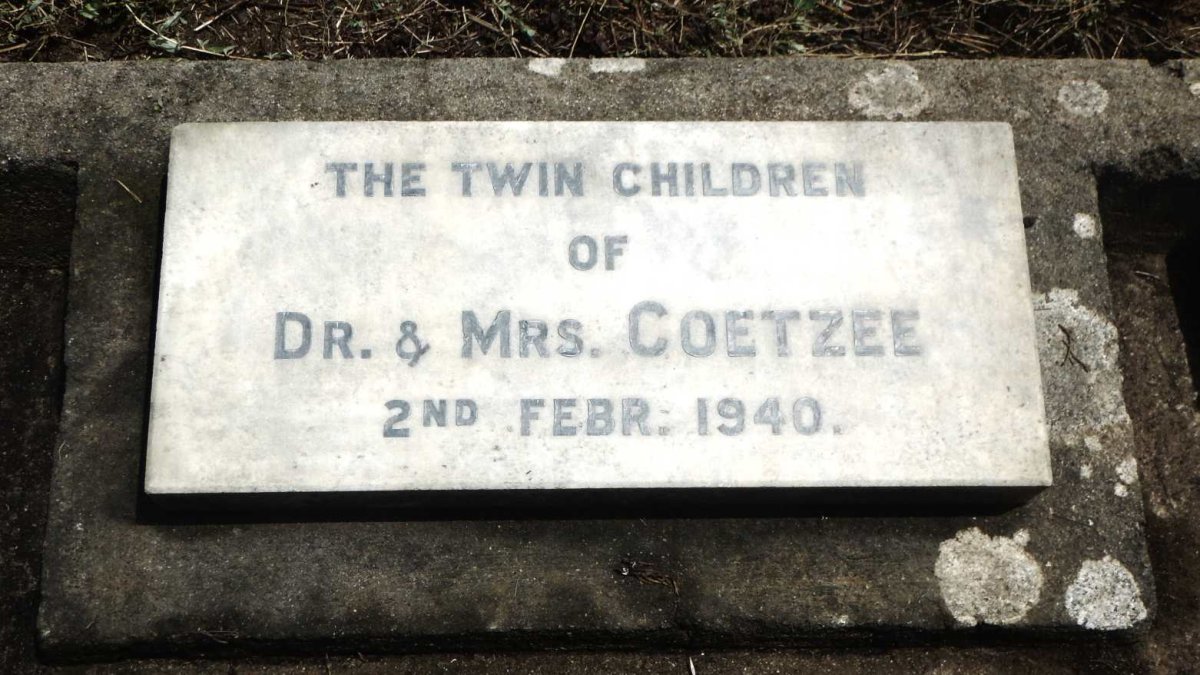 THE TWIN CHILDREN
OF
DR. & MRS. COETZEE
2ND FEBR. 1940.